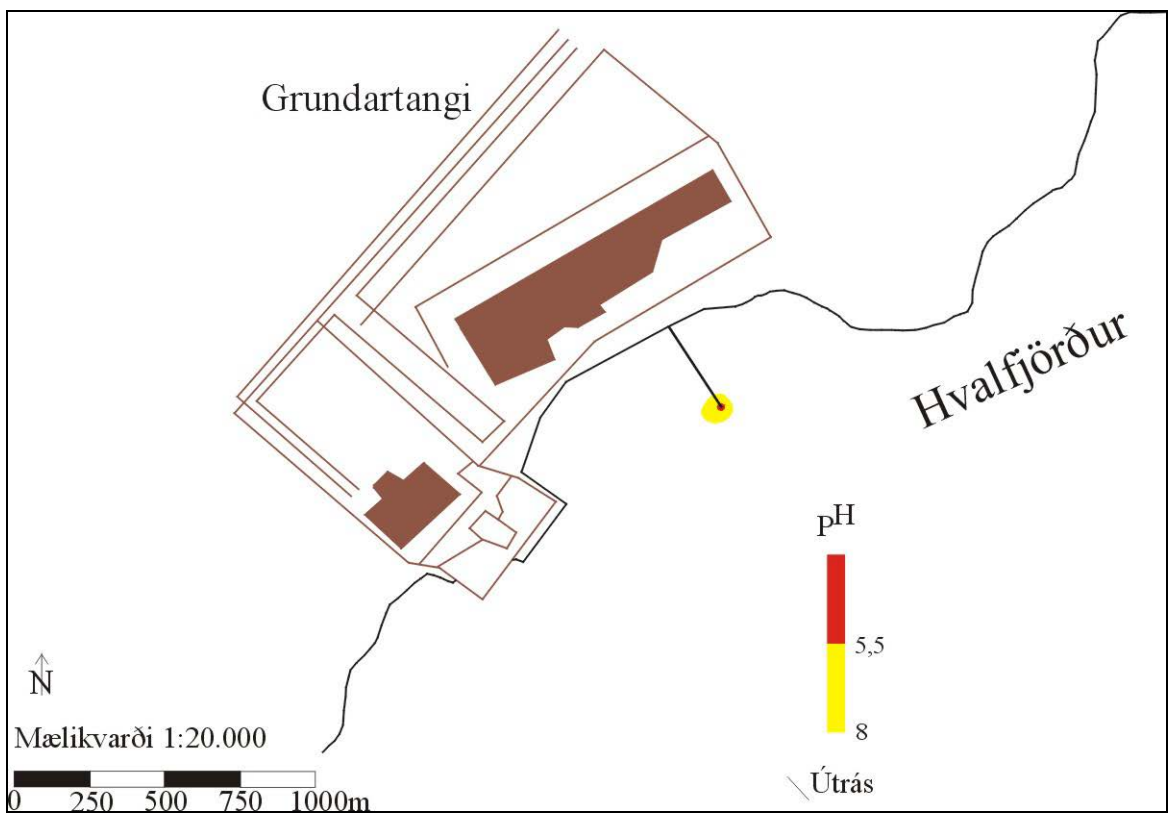 Grundartangi
Hvalfjörður
PH
5,5
8
N
Mælikvarði 1:20.000
0 250 500 750 1000m
Útrás